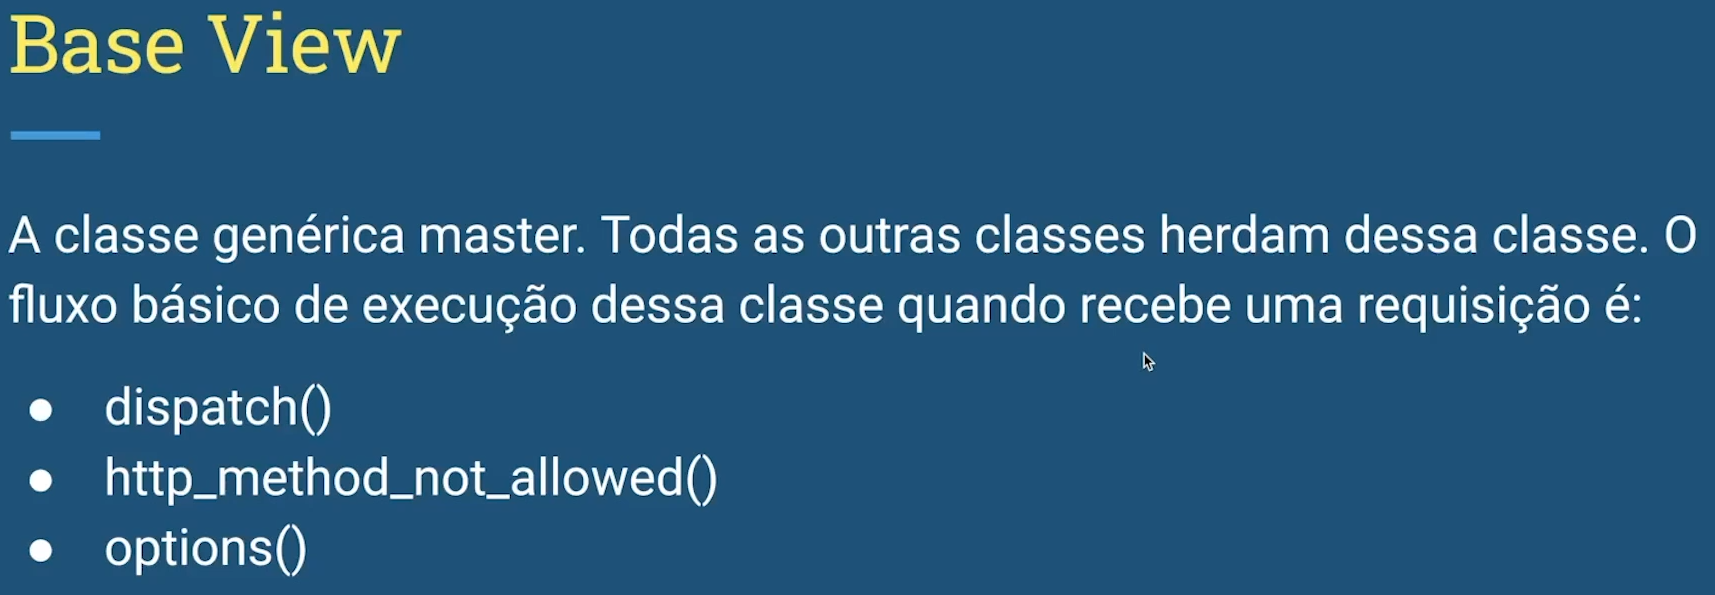 Base View
A classe genérica master. Todas as outras classes herdam dessa classe. O
fluxo básico de execução dessa classe quando recebe uma requisição é:
● dispatch()
● http_method_not_allowed()
● options()